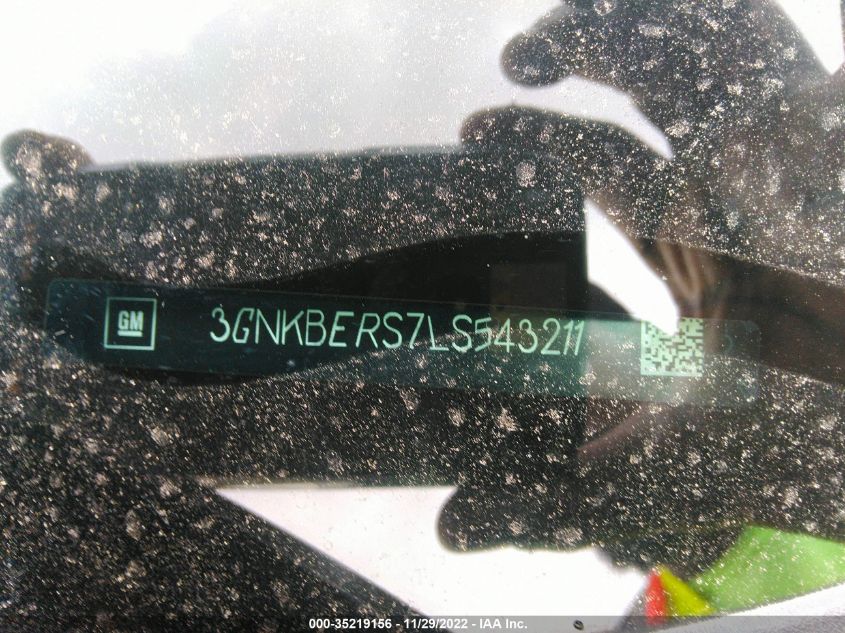 GM 3GNKBERS7LS543211
000-35219156 - 11/29/2022 - IAA Inc.